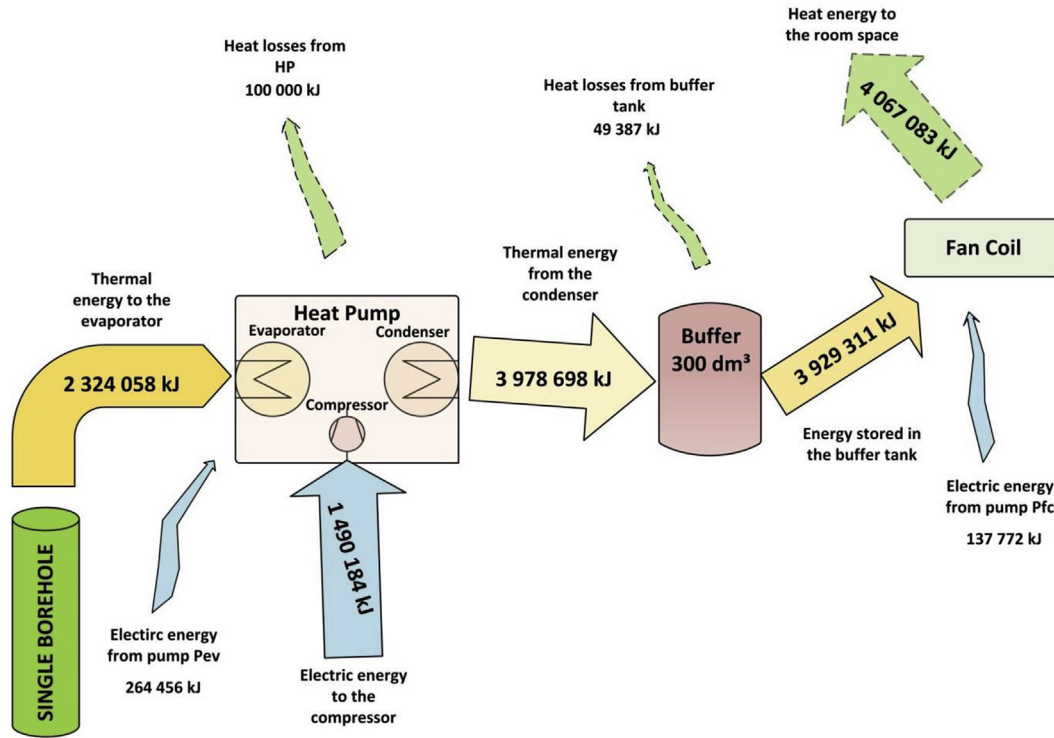 Heat losses from
HP
100 000 kJ
Heat losses from buffer
tank
49 387 kJ
Heat energy to
the room space
4 067 083 kJ
Fan Coil
Thermal
energy to the
evaporator
2 324 058 kJ
Heat Pump
Evaporator
Condenser
Compressor
Thermal energy
from the
condenser
3 978 698 kJ
Buffer
300 dm³
3 929 311 kJ
Energy stored in
the buffer tank
Electric energy
from pump Pfc
137 772 kJ
SINGLE BOREHOLE
Electirc energy
from pump Pev
264 456 kJ
1 490 184 kJ
Electric energy
to the
compressor